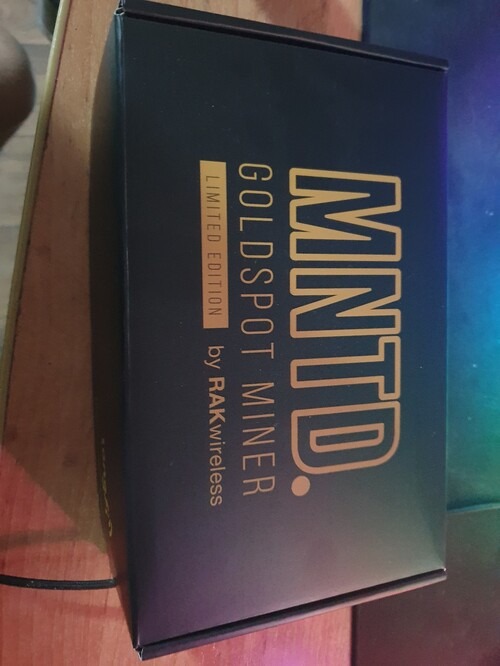 MNTD.
GOLDSPOT MINER
LIMITED EDITION by RAKwireless